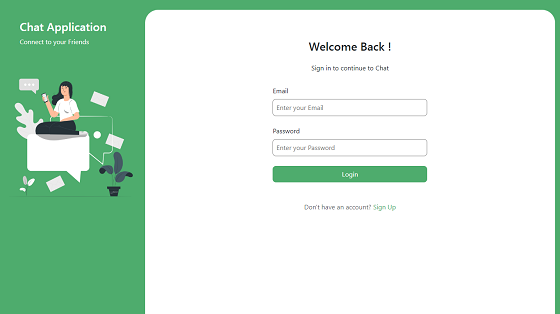 Chat Application
Connect to your Friends
Welcome Back !
Sign in to continue to Chat
Email
Enter your Email
Password
Enter your Password
Login
Don't have an account? Sign Up